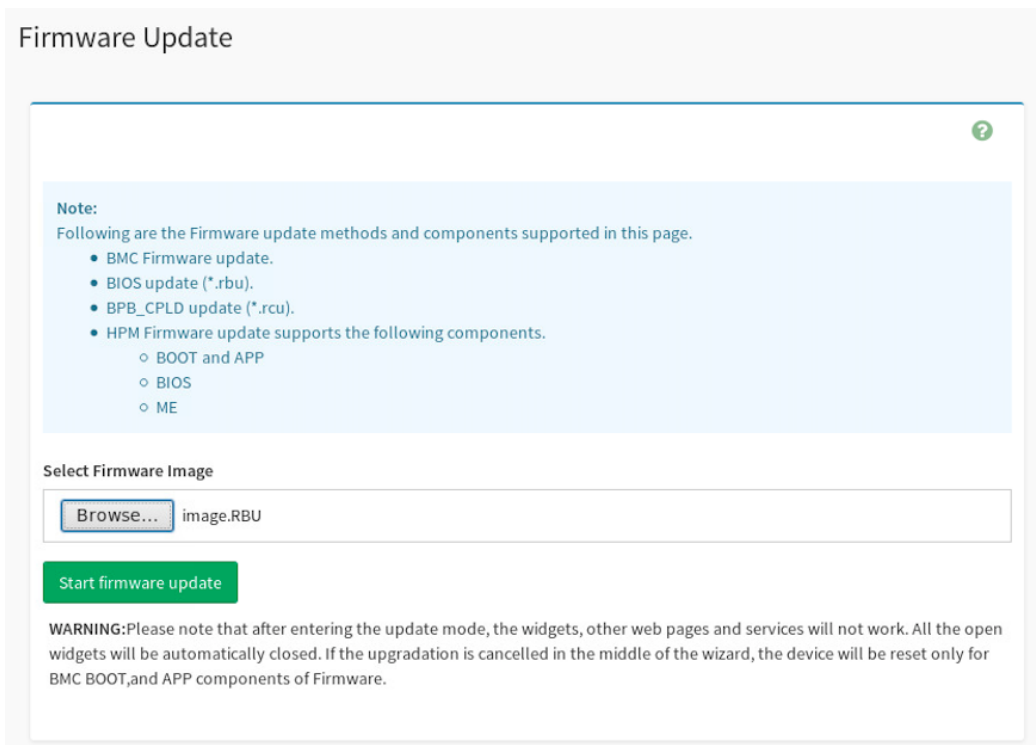 Firmware Update
?
Note:
Following are the Firmware update methods and components supported in this page.
• BMC Firmware update.
• BIOS update (*.rbu).
• BPB_CPLD update (*.rcu).
• HPM Firmware update supports the following components.
○ BOOT and APP
○ BIOS
○ ME
Select Firmware Image
Browse... image.RBU
Start firmware update
WARNING:Please note that after entering the update mode, the widgets, other web pages and services will not work. All the open
widgets will be automatically closed. If the upgradation is cancelled in the middle of the wizard, the device will be reset only for
BMC BOOT,and APP components of Firmware.